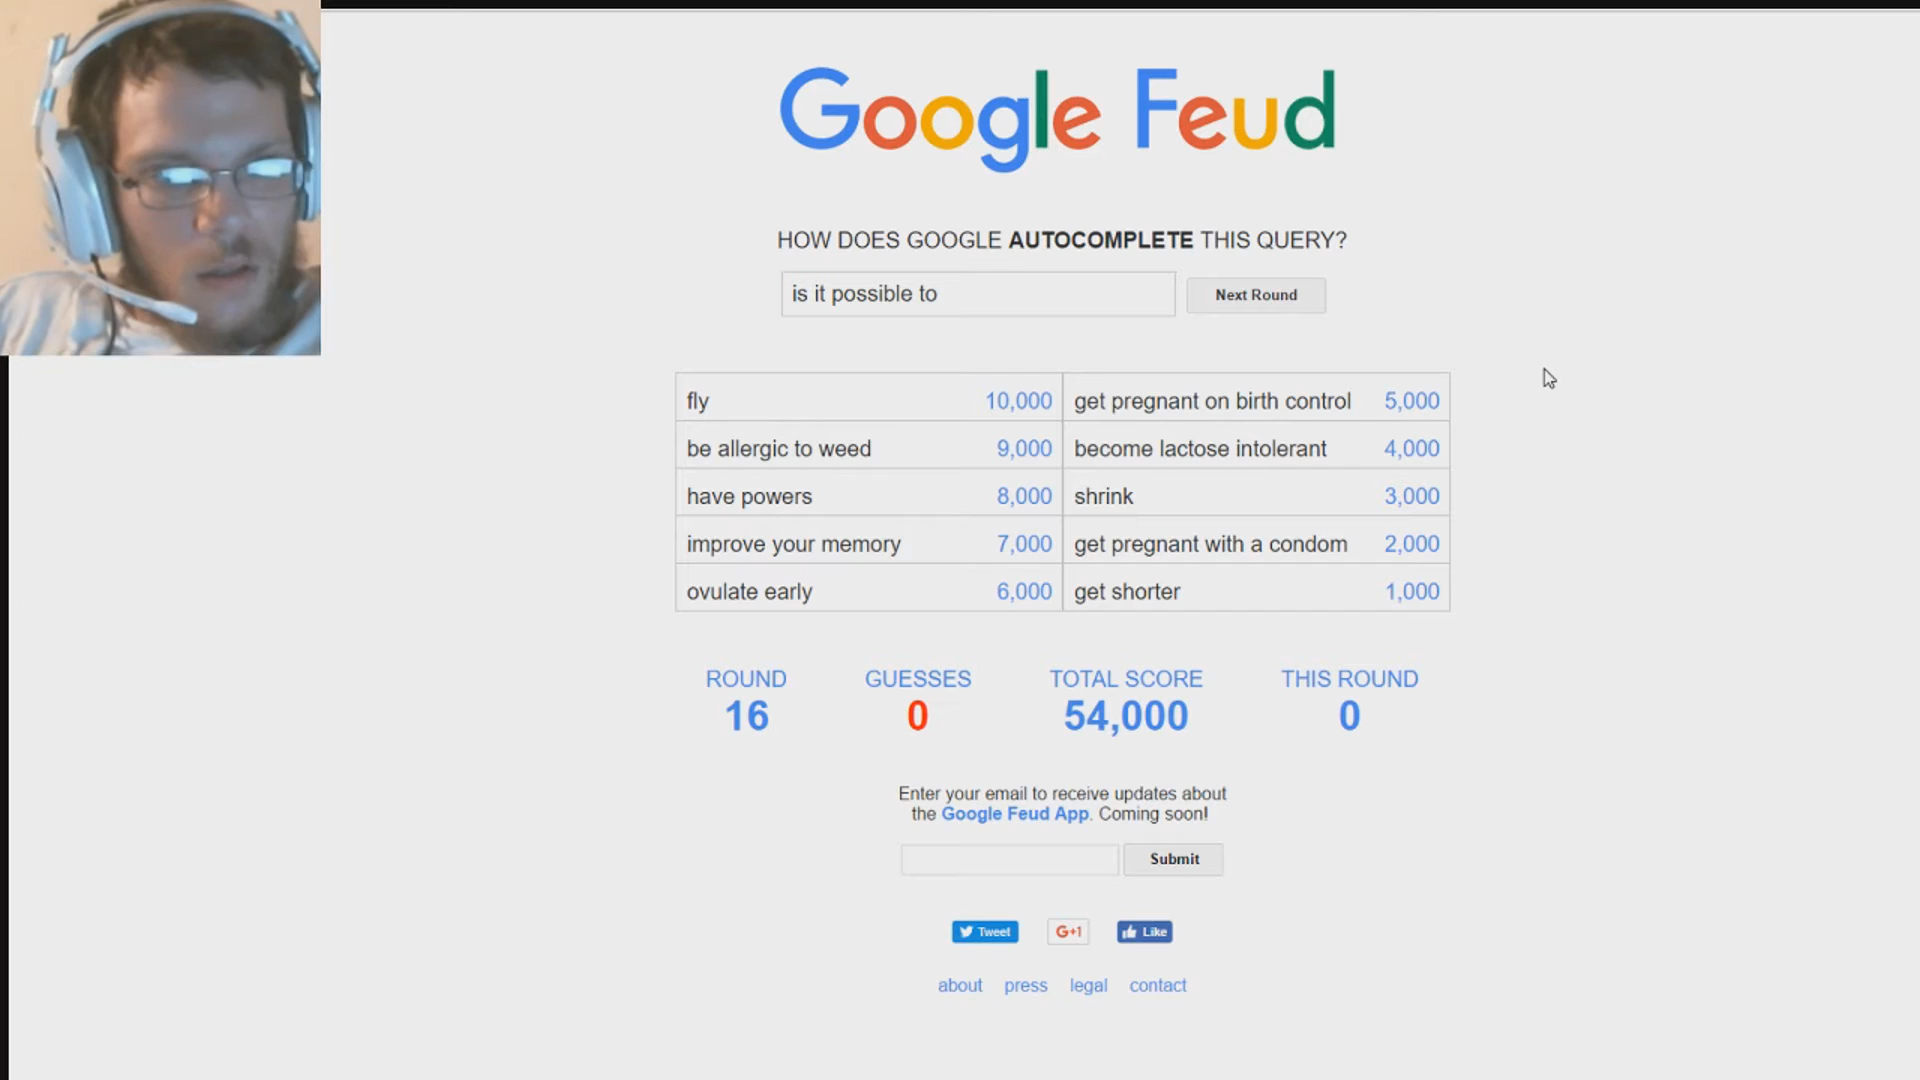 Google Feud
HOW DOES GOOGLE AUTOCOMPLETE THIS QUERY?
is it possible to
Next Round
fly 10,000 get pregnant on birth control 5,000
be allergic to weed 9,000 become lactose intolerant 4,000
have powers 8,000 shrink 3,000
improve your memory 7,000 get pregnant with a condom 2,000
ovulate early 6,000 get shorter 1,000
ROUND GUESSES TOTAL SCORE THIS ROUND
16 0 54,000 0
Enter your email to receive updates about
the Google Feud App. Coming soon!
Submit
Tweet G+1 Like
about press legal contact